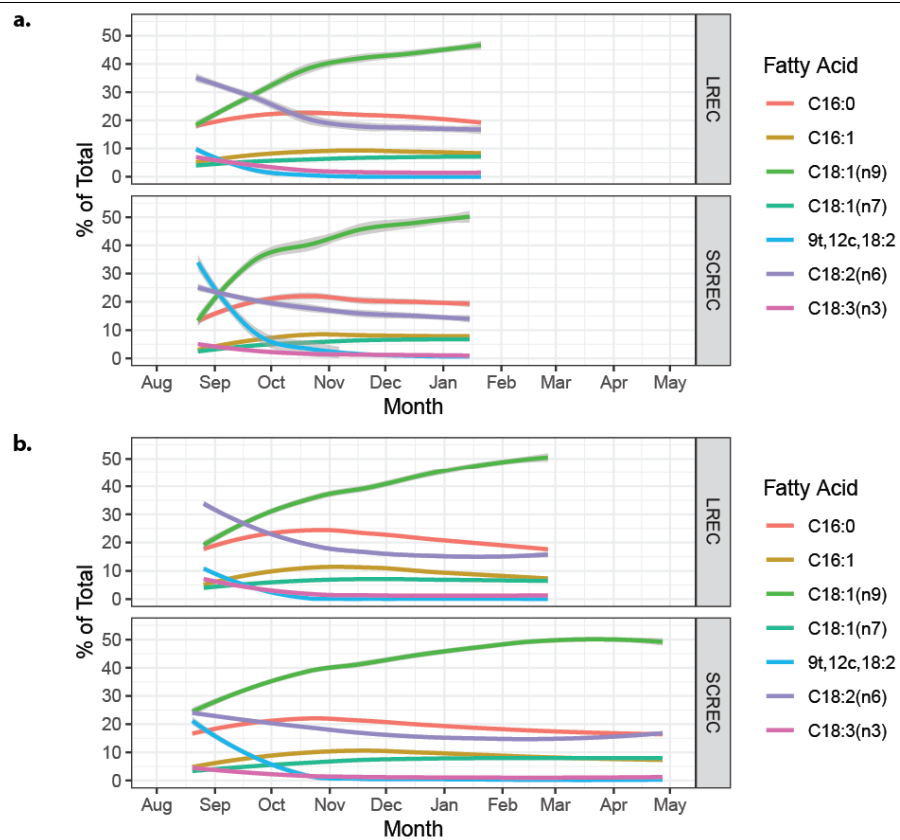 a.
% of Total
50
40
30
20
10
0
LREC
50
40
30
20
10
0
SCREC
Aug Sep Oct Nov Dec Jan Feb Mar Apr May
Month
Fatty Acid
C16:0
C16:1
C18:1(n9)
C18:1(n7)
9t,12c,18:2
C18:2(n6)
C18:3(n3)
b.
% of Total
50
40
30
20
10
0
LREC
50
40
30
20
10
0
SCREC
Aug Sep Oct Nov Dec Jan Feb Mar Apr May
Month
Fatty Acid
C16:0
C16:1
C18:1(n9)
C18:1(n7)
9t,12c,18:2
C18:2(n6)
C18:3(n3)